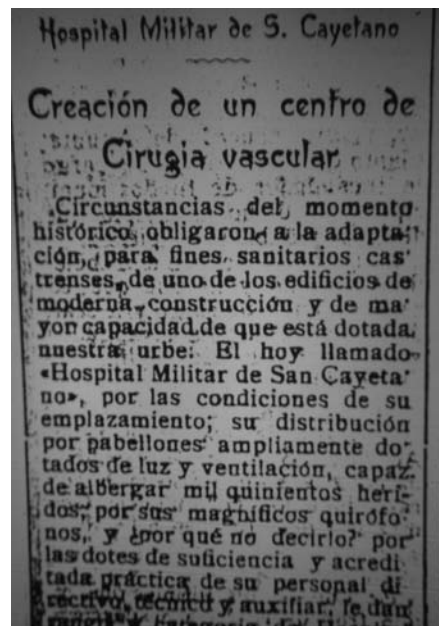 Hospital Militar de S. Cayetano
Creación de un centro de
Cirugia vascular
Circunstancias del momento
histórico obligaron a la adapta-
ción, para fines sanitarios cas
trenses, de uno de los edificios de
moderna construcción y de ma
yor capacidad de que está dotada
nuestra urbe. El hoy llamado
«Hospital Militar de San Cayeta
no», por las condiciones de su
emplazamiento; su distribución
por pabellones ampliamente do
tados de luz y ventilación, capaz
de albergar mil quinientos heri-
dos; por sus magníficos quirófo
nos, y ¿por qué no decirlo? por
las dotes de suficiencia y acredi
tada práctica de su personal di
rectivo, técnico y auxiliar, le dan